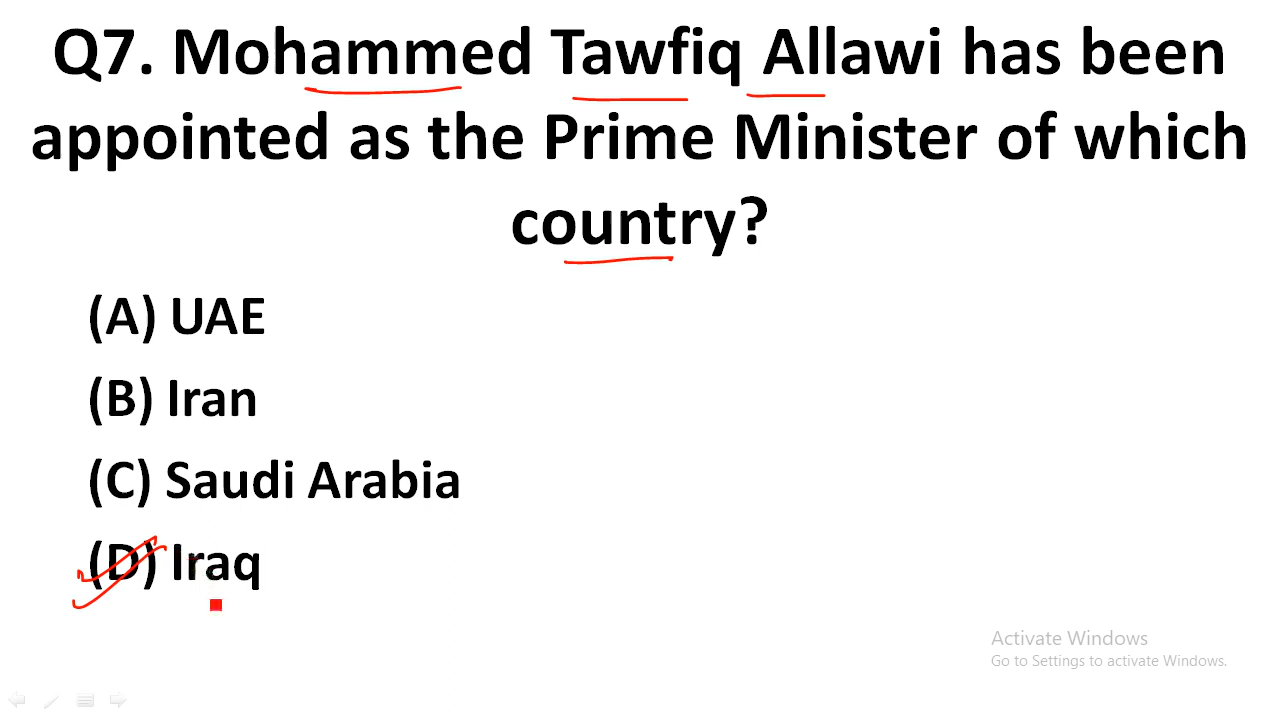 Q7. Mohammed Tawfiq Allawi has been
appointed as the Prime Minister of which
country?
(A) UAE
(B) Iran
(C) Saudi Arabia
(D) Iraq
Activate Windows
Go to Settings to activate Windows.